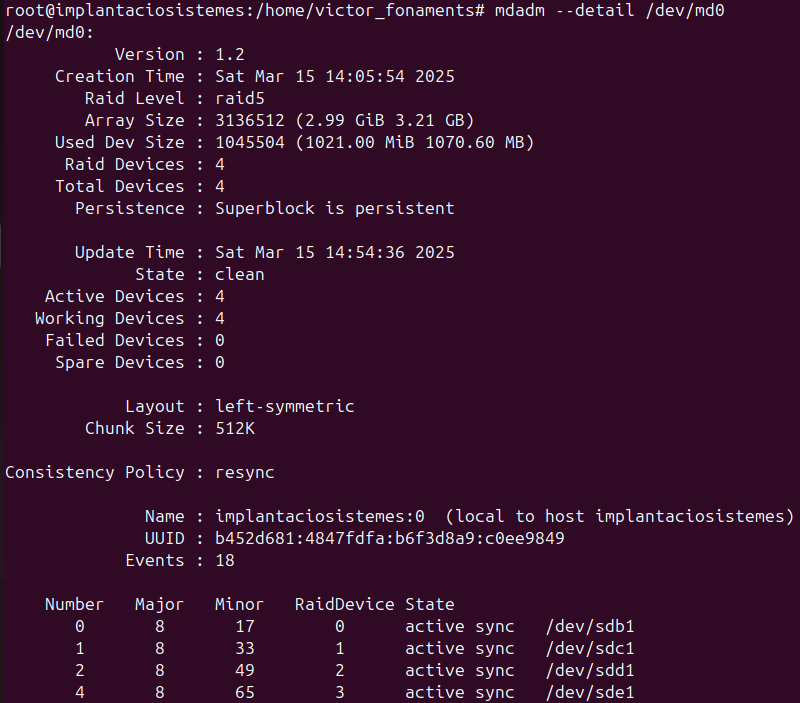 root@implantaciosistemes:/home/victor_fonaments# mdadm --detail /dev/md0
/dev/md0:
Version : 1.2
Creation Time : Sat Mar 15 14:05:54 2025
Raid Level : raid5
Array Size : 3136512 (2.99 GiB 3.21 GB)
Used Dev Size : 1045504 (1021.00 MiB 1070.60 MB)
Raid Devices : 4
Total Devices : 4
Persistence : Superblock is persistent
Update Time : Sat Mar 15 14:54:36 2025
State : clean
Active Devices : 4
Working Devices : 4
Failed Devices : 0
Spare Devices : 0
Layout : left-symmetric
Chunk Size : 512K
Consistency Policy : resync
Name : implantaciosistemes:0  (local to host implantaciosistemes)
UUID : b452d681:4847fdfa:b6f3d8a9:c0ee9849
Events : 18
Number   Major   Minor   RaidDevice State
0       8       17        0      active sync   /dev/sdb1
1       8       33        1      active sync   /dev/sdc1
2       8       49        2      active sync   /dev/sdd1
4       8       65        3      active sync   /dev/sde1